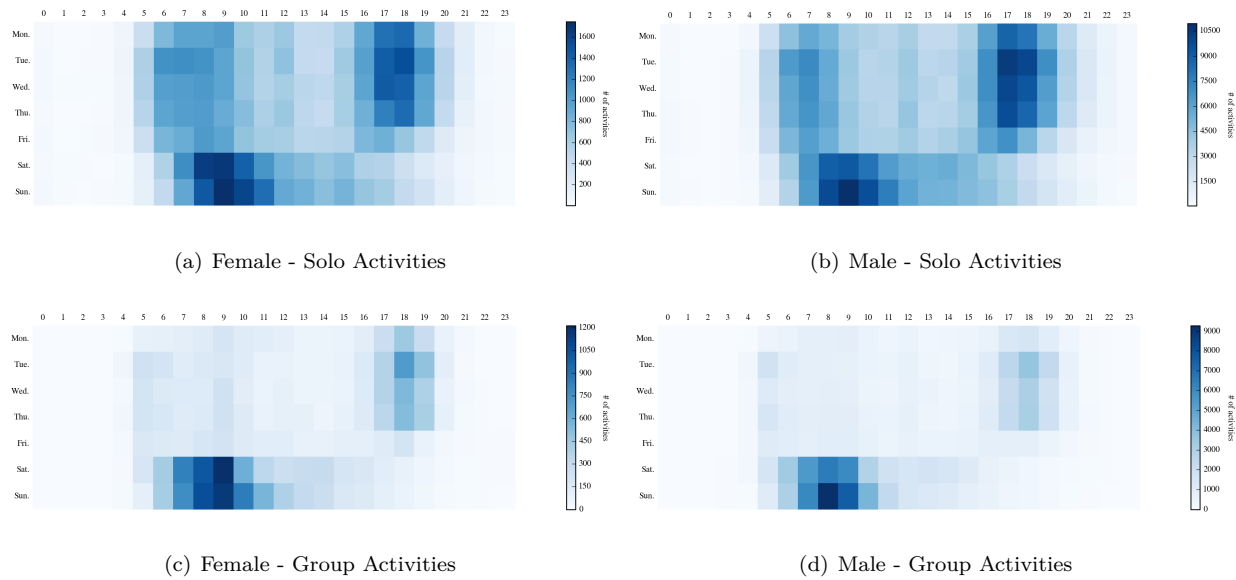 0 1 2 3 4 5 6 7 8 9 10 11 12 13 14 15 16 17 18 19 20 21 22 23
Mon.
Tue.
Wed.
Thu.
Fri.
Sat.
Sun.
1600
1400
1200
1000
800
600
400
200
# of activities
(a) Female - Solo Activities
0 1 2 3 4 5 6 7 8 9 10 11 12 13 14 15 16 17 18 19 20 21 22 23
Mon.
Tue.
Wed.
Thu.
Fri.
Sat.
Sun.
10500
9000
7500
6000
4500
3000
1500
# of activities
(b) Male - Solo Activities
0 1 2 3 4 5 6 7 8 9 10 11 12 13 14 15 16 17 18 19 20 21 22 23
Mon.
Tue.
Wed.
Thu.
Fri.
Sat.
Sun.
1200
1050
900
750
600
450
300
150
0
# of activities
(c) Female - Group Activities
0 1 2 3 4 5 6 7 8 9 10 11 12 13 14 15 16 17 18 19 20 21 22 23
Mon.
Tue.
Wed.
Thu.
Fri.
Sat.
Sun.
9000
8000
7000
6000
5000
4000
3000
2000
1000
0
# of activities
(d) Male - Group Activities